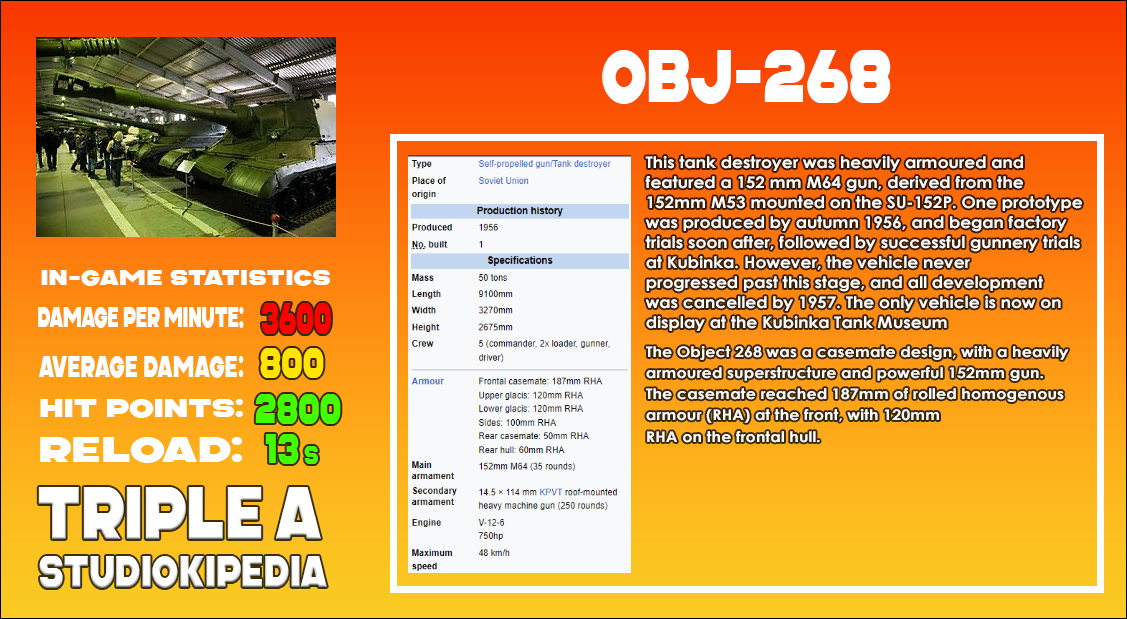 OBJ-268
IN-GAME STATISTICS
DAMAGE PER MINUTE: 3600
AVERAGE DAMAGE: 800
HIT POINTS: 2800
RELOAD: 13s
TRIPLE A
STUDIOKIPEDIA
Type Self-propelled gun/Tank destroyer
Place of Soviet Union
origin
Production history
Produced 1956
No. built 1
Specifications
Mass 50 tons
Length 9100mm
Width 3270mm
Height 2675mm
Crew 5 (commander, 2x loader, gunner,
driver)
Armour Frontal casemate: 187mm RHA
Upper glacis: 120mm RHA
Lower glacis: 120mm RHA
Sides: 100mm RHA
Rear casemate: 50mm RHA
Rear hull: 60mm RHA
Main 152mm M64 (35 rounds)
armament
Secondary 14.5 × 114 mm KPVT roof-mounted
armament heavy machine gun (250 rounds)
Engine V-12-6
750hp
Maximum 48 km/h
speed
This tank destroyer was heavily armoured and
featured a 152 mm M64 gun, derived from the
152mm M53 mounted on the SU-152P. One prototype
was produced by autumn 1956, and began factory
trials soon after, followed by successful gunnery trials
at Kubinka. However, the vehicle never
progressed past this stage, and all development
was cancelled by 1957. The only vehicle is now on
display at the Kubinka Tank Museum
The Object 268 was a casemate design, with a heavily
armoured superstructure and powerful 152mm gun.
The casemate reached 187mm of rolled homogenous
armour (RHA) at the front, with 120mm
RHA on the frontal hull.